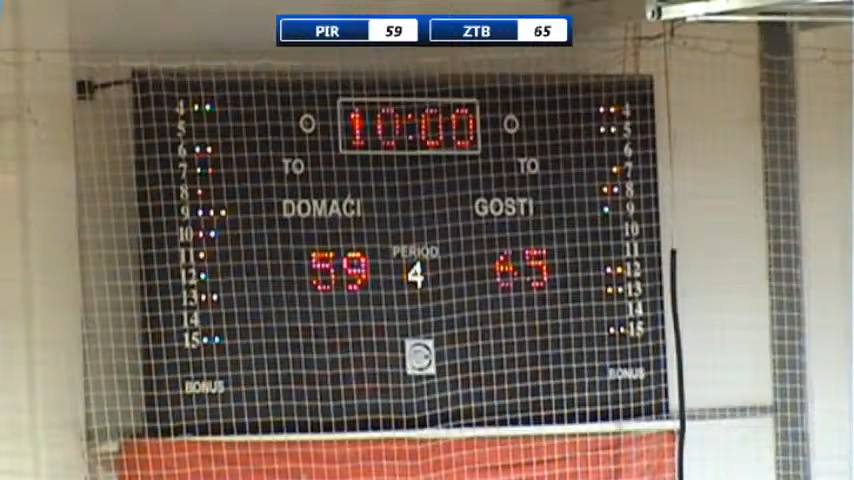 PIR 59 ZTB 65
10:00
TO TO
DOMAĆI GOSTI
PERIOD
59 4 65
4 4
5 5
6
7 7
8 8
9 9
10 10
11 11
12 12
13 13
14 14
15 15
BONUS BONUS